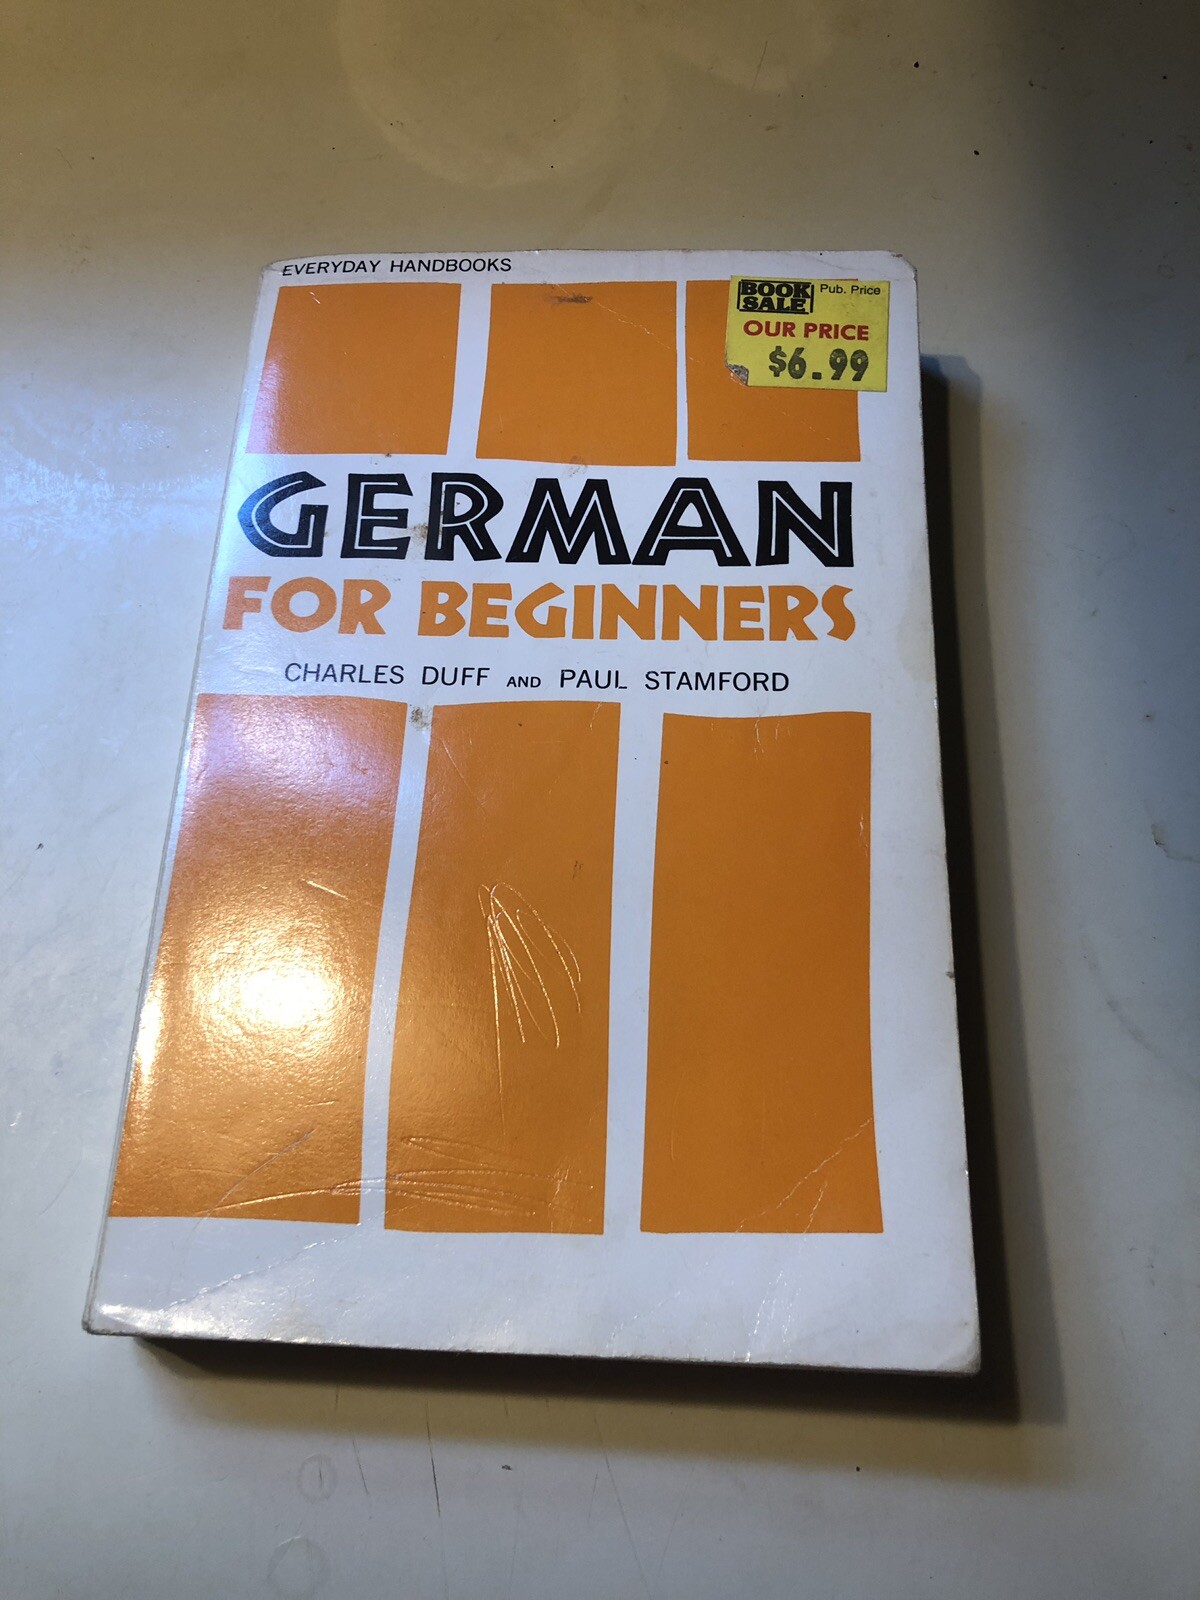 EVERYDAY HANDBOOKS
BOOK SALE Pub. Price
OUR PRICE
$6.99
GERMAN
FOR BEGINNERS
CHARLES DUFF AND PAUL STAMFORD